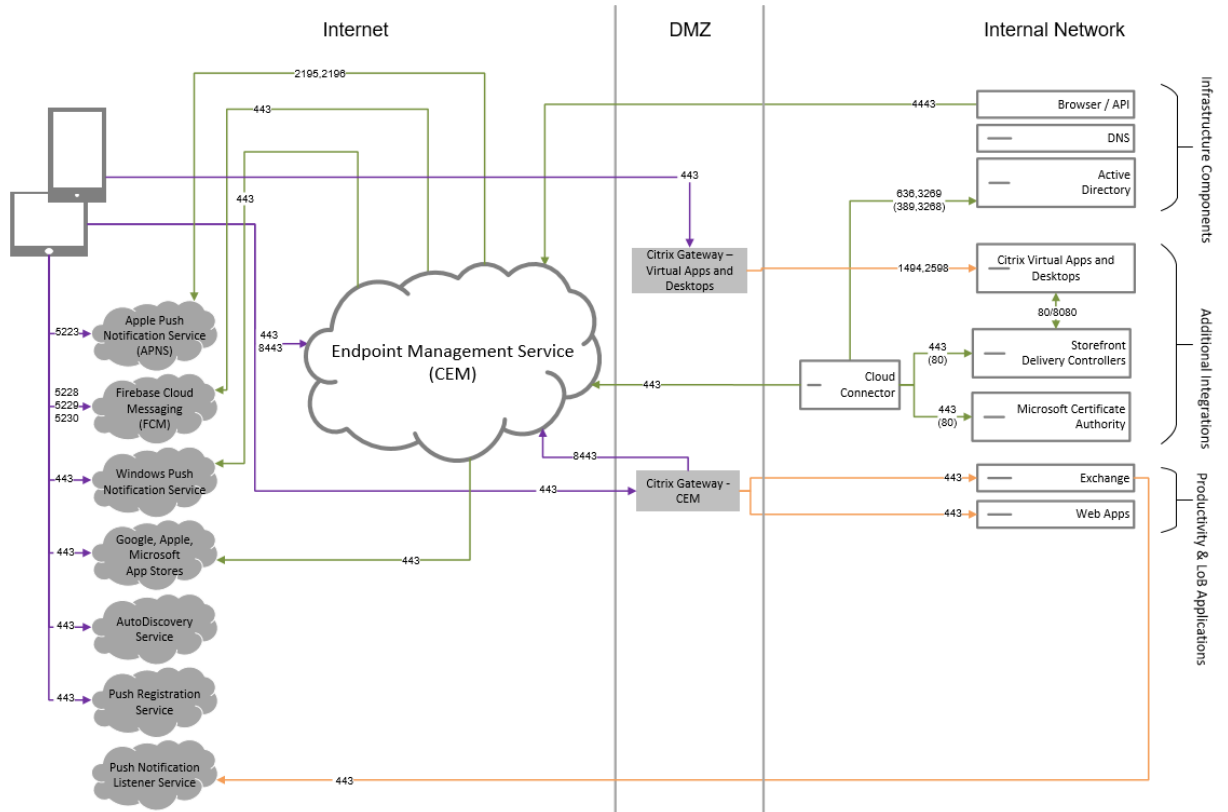 Internet
DMZ
Internal Network
2195,2196
443
443
4443
Browser / API
DNS
Active
Directory
Infrastructure Components
443
636,3269
(389,3268)
Citrix Gateway –
Virtual Apps and
Desktops
1494,2598
Citrix Virtual Apps and
Desktops
80/8080
5223
Apple Push
Notification Service
(APNS)
443
8443
Endpoint Management Service
(CEM)
443
Cloud
Connector
443
(80)
Storefront
Delivery Controllers
443
(80)
Microsoft Certificate
Authority
Additional Integrations
5228
5229
5230
Firebase Cloud
Messaging
(FCM)
8443
443
Windows Push
Notification Service
443
Citrix Gateway -
CEM
443
Exchange
443
Web Apps
Productivity & LoB Applications
443
Google, Apple,
Microsoft
App Stores
443
443
AutoDiscovery
Service
443
Push Registration
Service
Push Notification
Listener Service
443